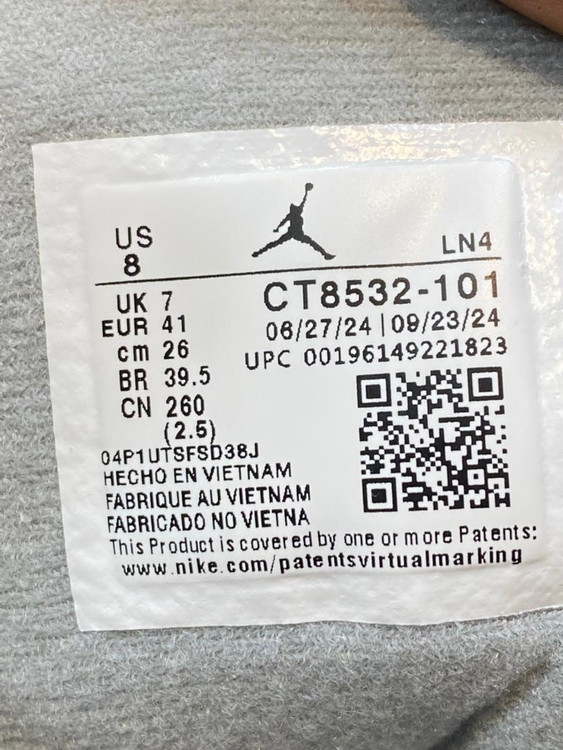 US
8
LN4
UK 7
EUR 41
cm 26
BR 39.5
CN 260
(2.5)
CT8532-101
06/27/24 | 09/23/24
UPC 00196149221823
04P1UTSFSD38J
HECHO EN VIETNAM
FABRIQUE AU VIETNAM
FABRICADO NO VIETNA
This Product is covered by one or more Patents:
www.nike.com/patentsvirtualmarking